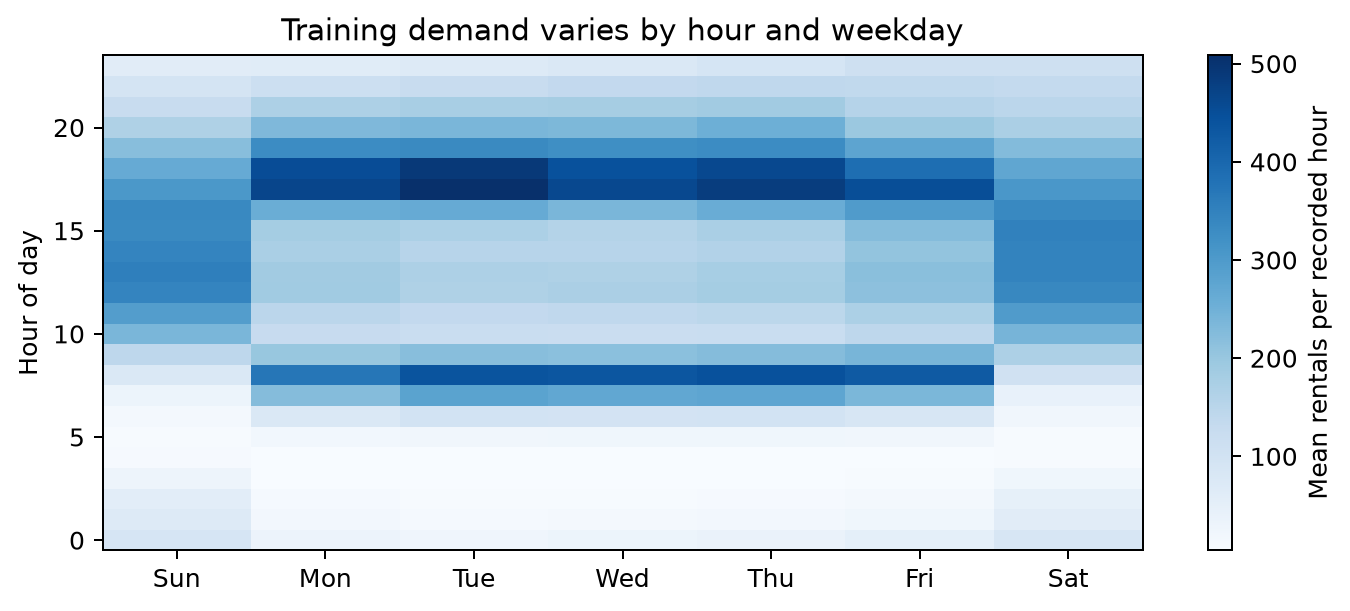 Training demand varies by hour and weekday
Hour of day
20
15
10
5
0
Sun Mon Tue Wed Thu Fri Sat
500
400
300
200
100
Mean rentals per recorded hour